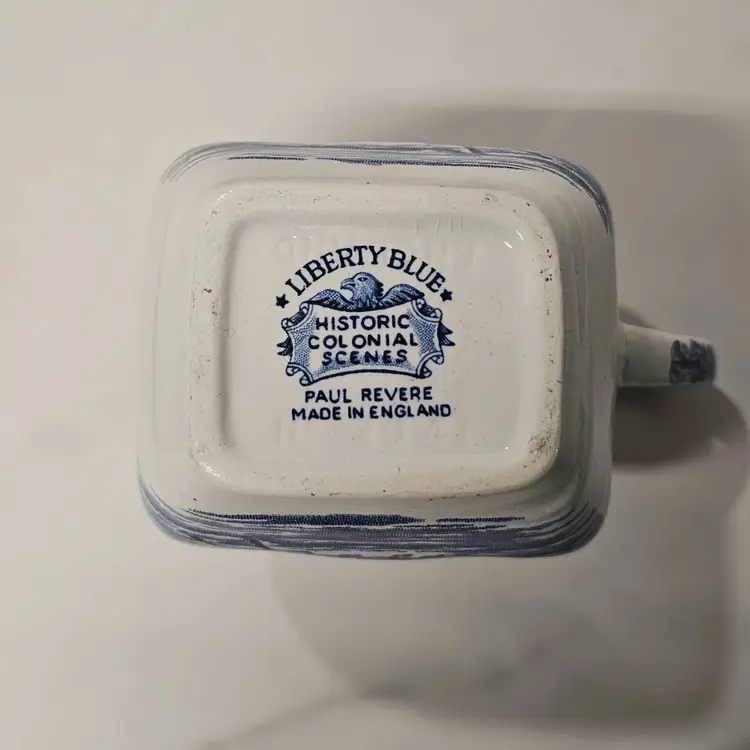 LIBERTY BLUE
HISTORIC
COLONIAL
SCENES
PAUL REVERE
MADE IN ENGLAND